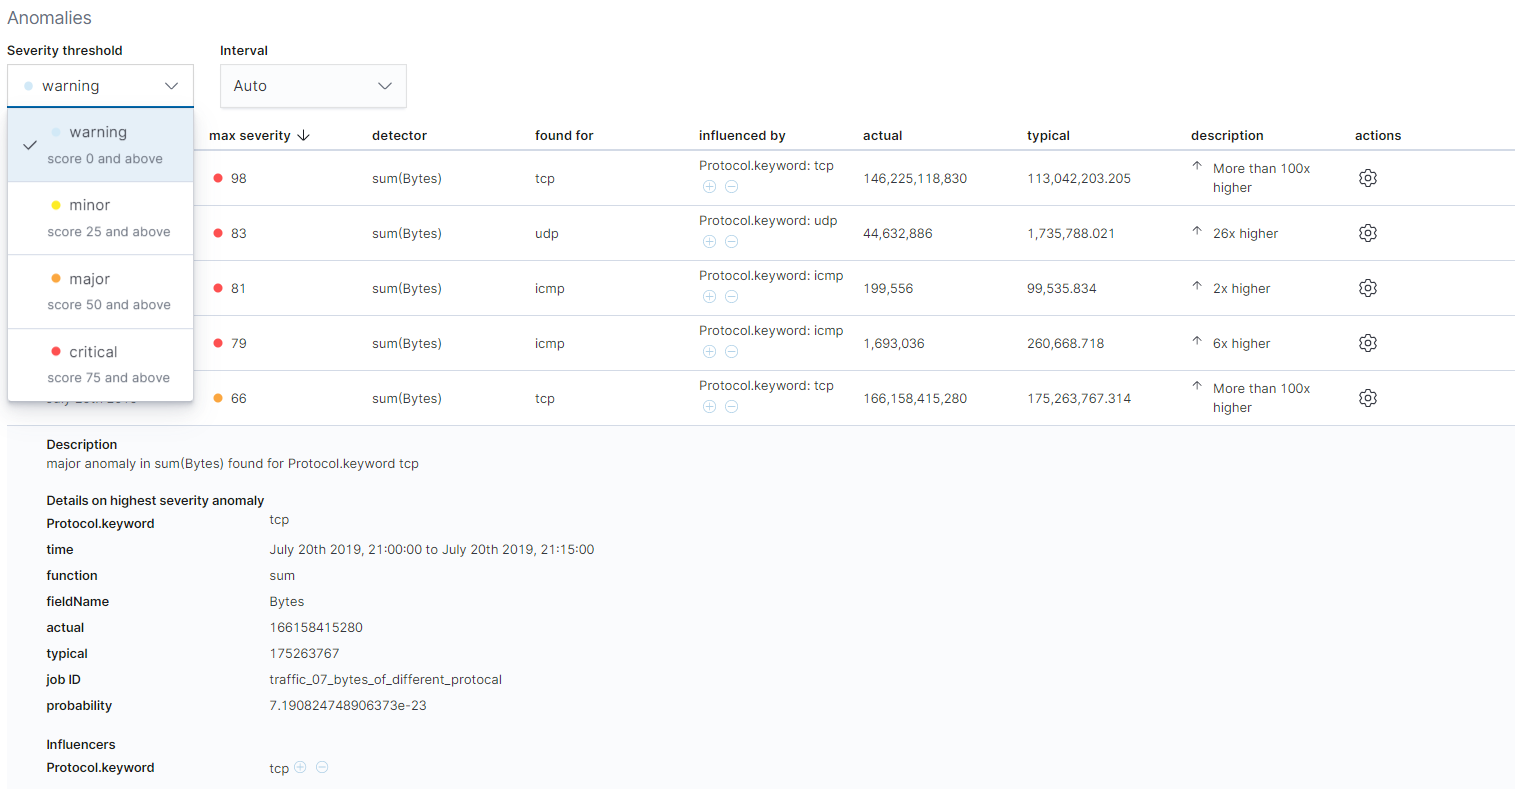 Anomalies
Severity threshold
Interval
warning
Auto
warning
score 0 and above
minor
score 25 and above
major
score 50 and above
critical
score 75 and above
max severity
detector
found for
influenced by
actual
typical
description
actions
98
sum(Bytes)
tcp
Protocol.keyword: tcp
146,225,118,830
113,042,203.205
More than 100x
higher
83
sum(Bytes)
udp
Protocol.keyword: udp
44,632,886
1,735,788.021
26x higher
81
sum(Bytes)
icmp
Protocol.keyword: icmp
199,556
99,535.834
2x higher
79
sum(Bytes)
icmp
Protocol.keyword: icmp
1,693,036
260,668.718
6x higher
66
sum(Bytes)
tcp
Protocol.keyword: tcp
166,158,415,280
175,263,767.314
More than 100x
higher
Description
major anomaly in sum(Bytes) found for Protocol.keyword tcp
Details on highest severity anomaly
Protocol.keyword
tcp
time
July 20th 2019, 21:00:00 to July 20th 2019, 21:15:00
function
sum
fieldName
Bytes
actual
166158415280
typical
175263767
job ID
traffic_07_bytes_of_different_protocal
probability
7.190824748906373e-23
Influencers
Protocol.keyword
tcp